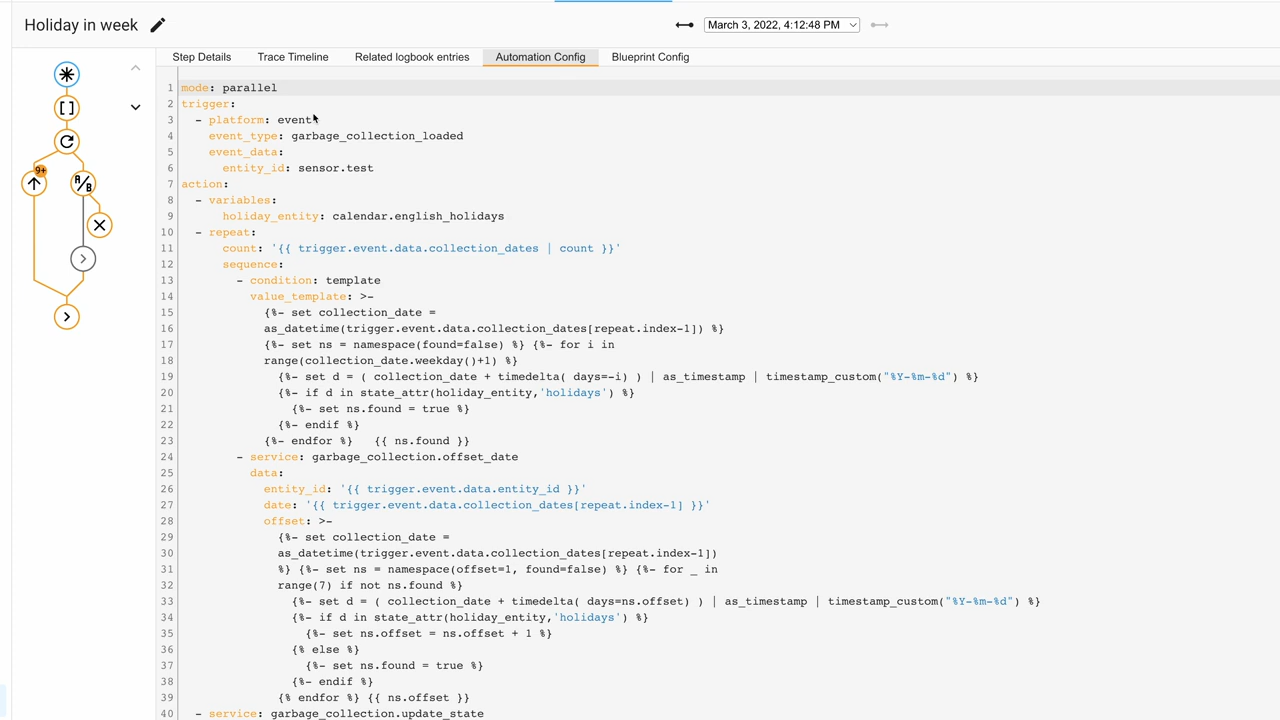 Holiday in week
March 3, 2022, 4:12:48 PM
Step Details Trace Timeline Related logbook entries Automation Config Blueprint Config
9+
A/B
1 mode: parallel
2 trigger:
3   - platform: event
4     event_type: garbage_collection_loaded
5     event_data:
6       entity_id: sensor.test
7 action:
8   - variables:
9       holiday_entity: calendar.english_holidays
10   - repeat:
11       count: '{{ trigger.event.data.collection_dates | count }}'
12       sequence:
13         - condition: template
14           value_template: >-
15             {%- set collection_date =
16             as_datetime(trigger.event.data.collection_dates[repeat.index-1]) %}
17             {%- set ns = namespace(found=false) %} {%- for i in
18             range(collection_date.weekday()+1) %}
19               {%- set d = ( collection_date + timedelta( days=-i) ) | as_timestamp | timestamp_custom("%Y-%m-%d") %}
20               {%- if d in state_attr(holiday_entity,'holidays') %}
21                 {%- set ns.found = true %}
22               {%- endif %}
23             {%- endfor %}   {{ ns.found }}
24         - service: garbage_collection.offset_date
25           data:
26             entity_id: '{{ trigger.event.data.entity_id }}'
27             date: '{{ trigger.event.data.collection_dates[repeat.index-1] }}'
28             offset: >-
29               {%- set collection_date =
30               as_datetime(trigger.event.data.collection_dates[repeat.index-1])
31               %} {%- set ns = namespace(offset=1, found=false) %} {%- for _ in
32               range(7) if not ns.found %}
33                 {%- set d = ( collection_date + timedelta( days=ns.offset) ) | as_timestamp | timestamp_custom("%Y-%m-%d") %}
34                 {%- if d in state_attr(holiday_entity,'holidays') %}
35                   {%- set ns.offset = ns.offset + 1 %}
36                 {% else %}
37                   {%- set ns.found = true %}
38                 {%- endif %}
39               {% endfor %} {{ ns.offset }}
40   - service: garbage_collection.update_state